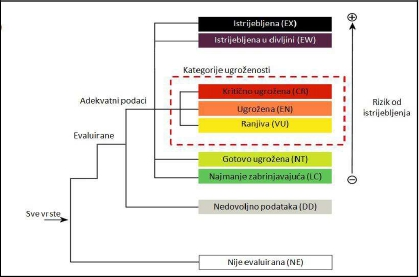 Istrijebljena (EX)
Istrijebljena u divljini (EW)
Kategorije ugroženosti
Kritično ugrožena (CR)
Adekvatni podaci
Ugrožena (EN)
Rizik od
istrijebljenja
Ranjiva (VU)
Evaluirane
Gotovo ugrožena (NT)
Najmanje zabrinjavajuća (LC)
Nedovoljno podataka (DD)
Sve vrste
Nije evaluirana (NE)